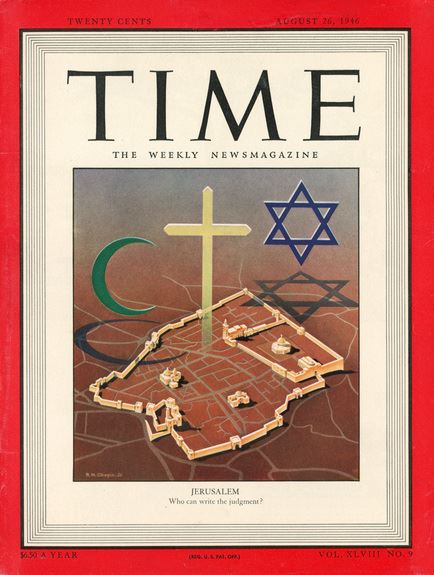 TWENTY CENTS AUGUST 26, 1946
TIME
THE WEEKLY NEWSMAGAZINE
JERUSALEM
Who can write the judgment?
$6.50 A YEAR (REG. U. S. PAT. OFF.) VOL. XLVIII NO. 9